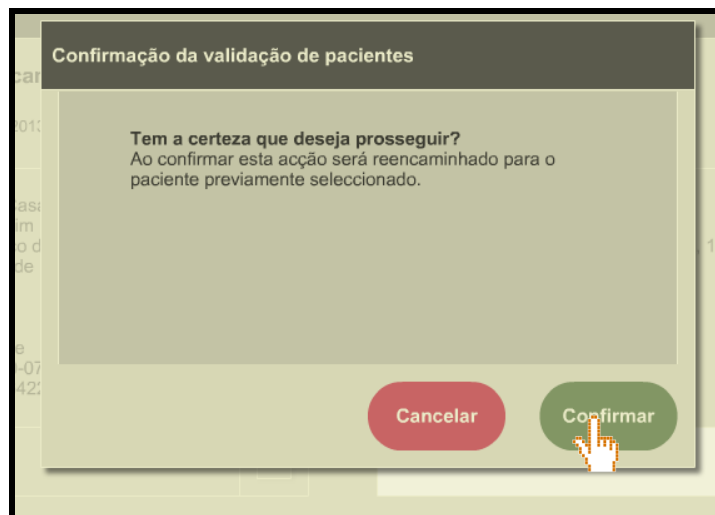 Confirmação da validação de pacientes
Tem a certeza que deseja prosseguir?
Ao confirmar esta acção será reencaminhado para o
paciente previamente seleccionado.
Cancelar
Confirmar